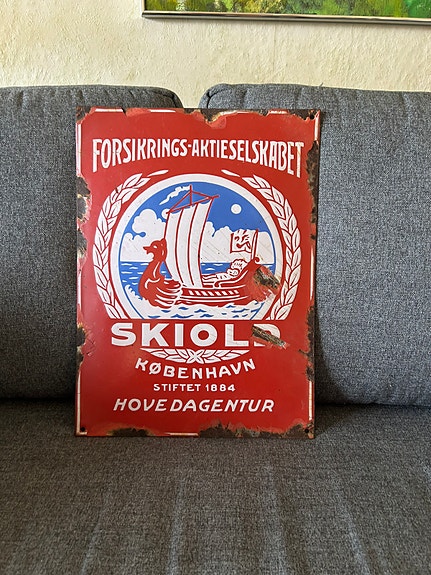 FORSIKRINGS-AKTIESELSKABET
SKIOLD
KØBENHAVN
STIFTET 1884
HOVEDAGENTUR